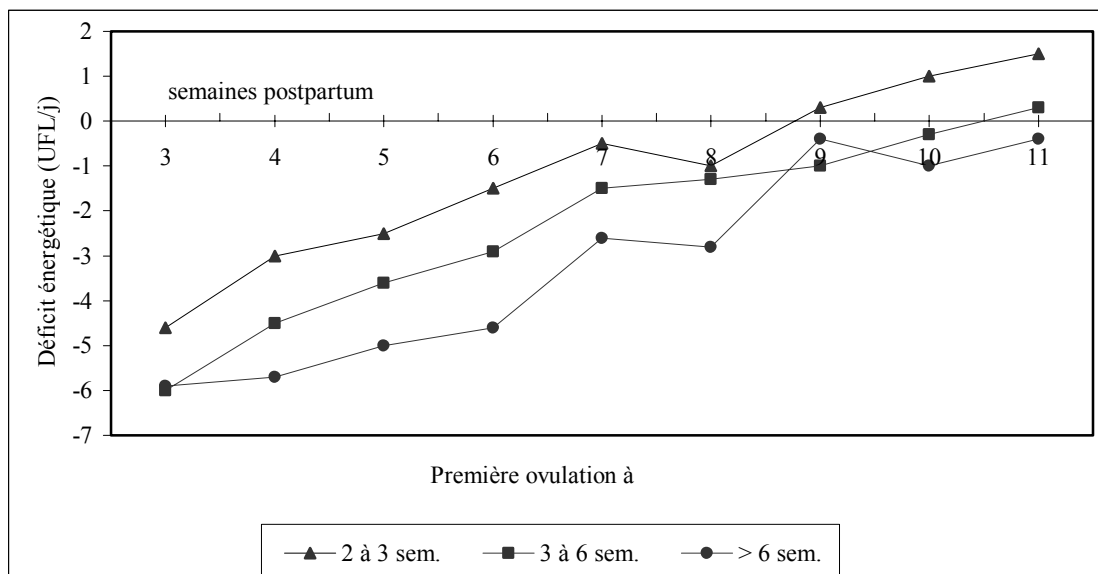 2
1
0
-1
-2
-3
-4
-5
-6
-7
Déficit énergétique (UFL/j)
semaines postpartum
3 4 5 6 7 8 9 10 11
Première ovulation à
2 à 3 sem. 3 à 6 sem. > 6 sem.